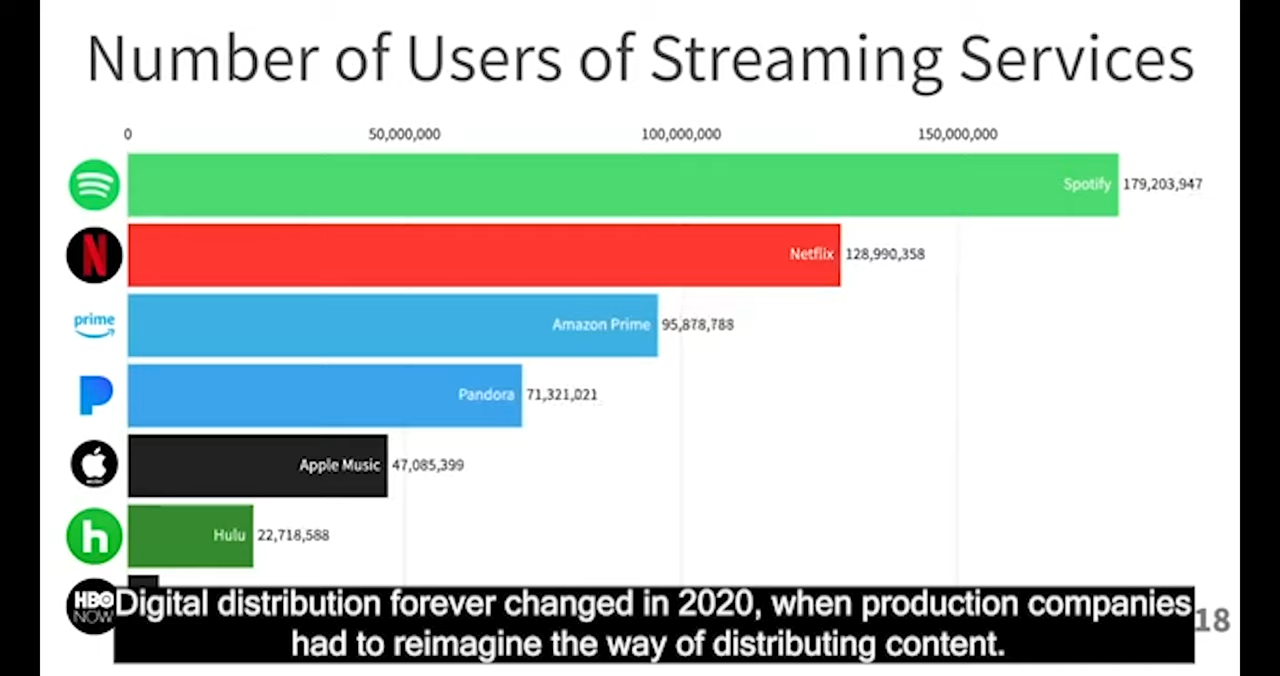 Number of Users of Streaming Services
0 50,000,000 100,000,000 150,000,000
Spotify 179,203,947
N Netflix 128,990,358
prime Amazon Prime 95,878,788
P Pandora 71,321,021
Apple Music 47,085,399
h Hulu 22,718,588
HBO
NOW
Digital distribution forever changed in 2020, when production companies
had to reimagine the way of distributing content.
18